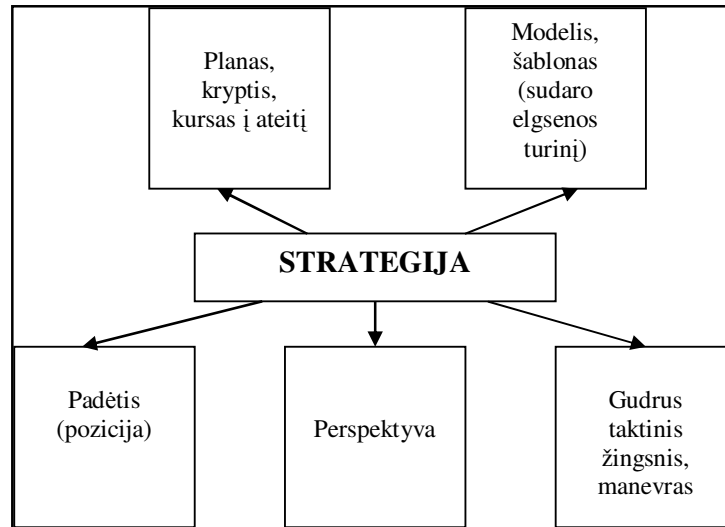 Planas,
kryptis,
kursas į ateitį
Modelis,
šablonas
(sudaro
elgsenos
turinį)
STRATEGIJA
Padėtis
(pozicija)
Perspektyva
Gudrus
taktinis
žingsnis,
manevras